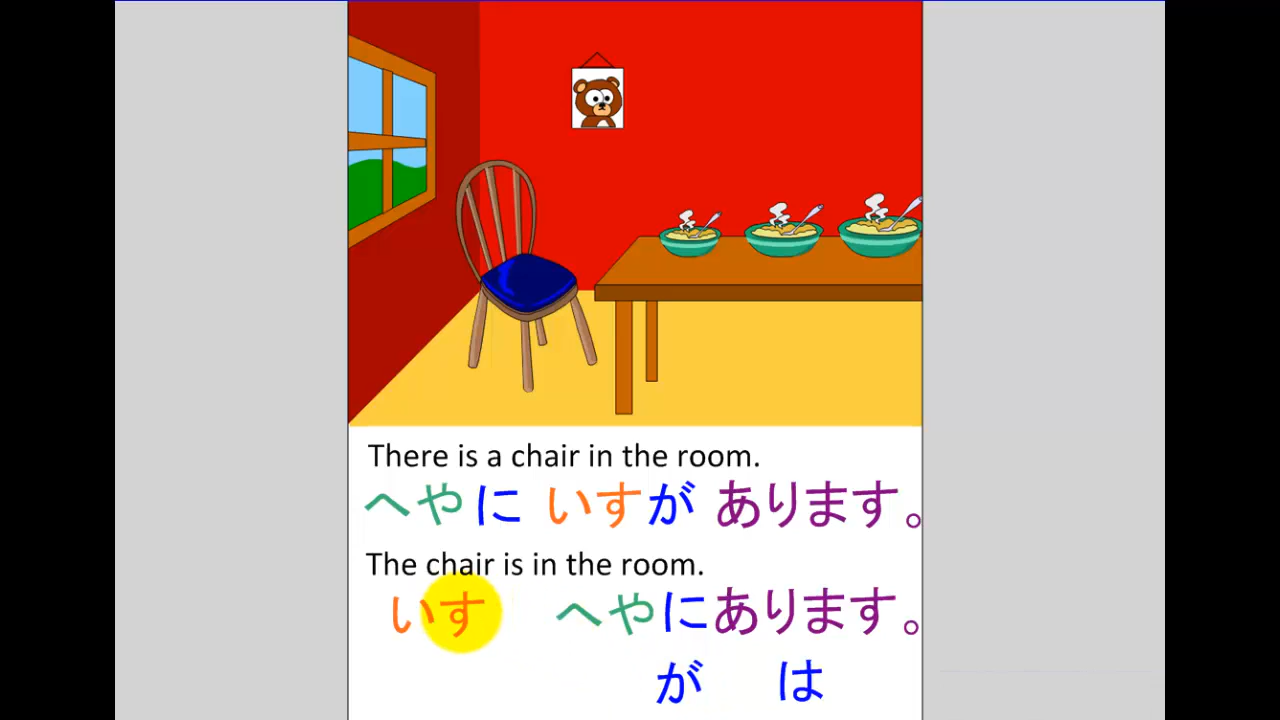 There is a chair in the room.
へやに いすが あります。
The chair is in the room.
いす へやにあります。
が は